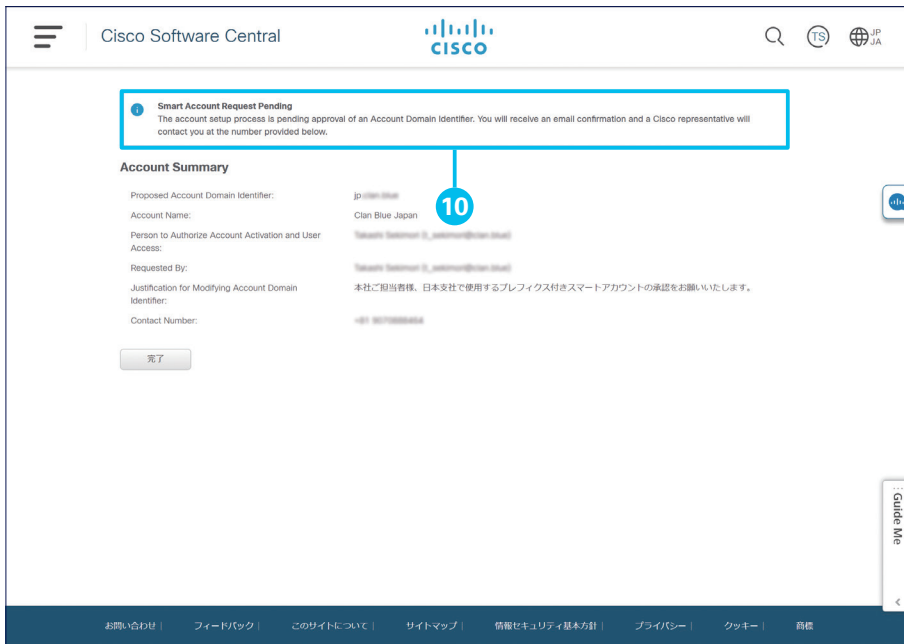 Cisco Software Central
CISCO
TS
JP
JA
Smart Account Request Pending
The account setup process is pending approval of an Account Domain Identifier. You will receive an email confirmation and a Cisco representative will
contact you at the number provided below.
Account Summary
Proposed Account Domain Identifier: jp
Account Name: Clan Blue Japan
10
Person to Authorize Account Activation and User
Access:
Requested By:
Justification for Modifying Account Domain
Identifier:
本社ご担当者様、日本支社で使用するプレフィクス付きスマートアカウントの承認をお願いいたします。
Contact Number:
完了
Guide Me
お問い合わせ | フィードバック | このサイトについて | サイトマップ | 情報セキュリティ基本方針 | プライバシー | クッキー | 商標